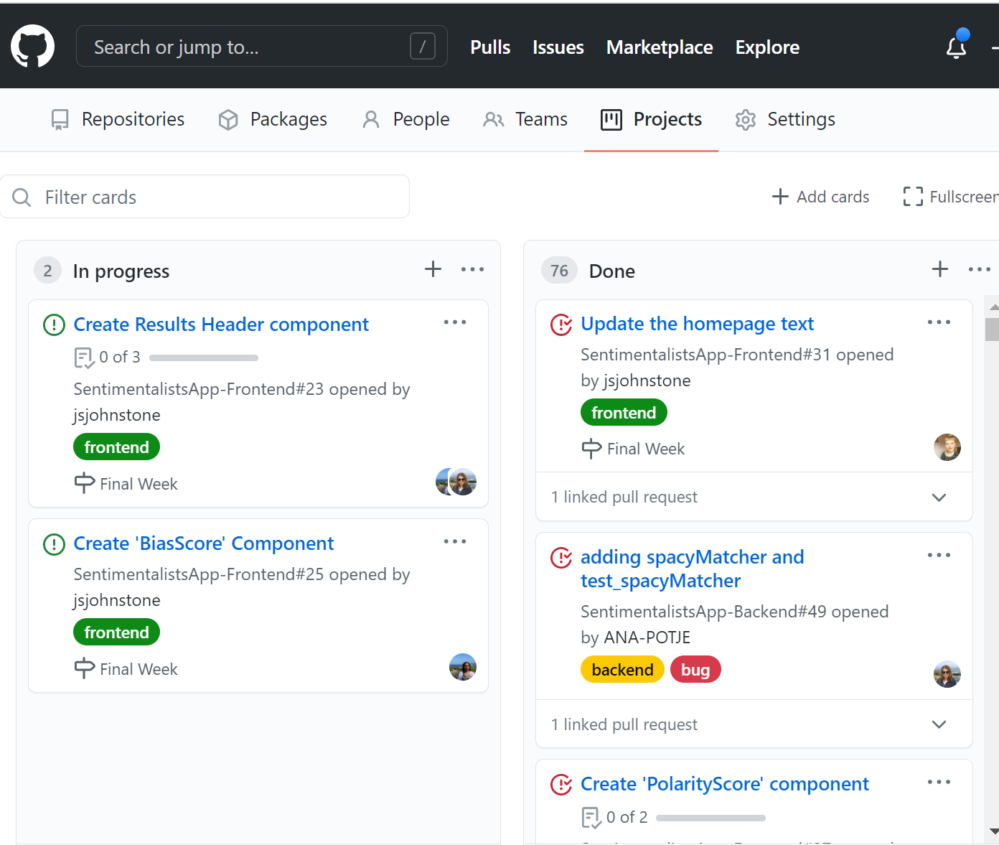 Search or jump to... /
Pulls Issues Marketplace Explore
Repositories Packages People Teams Projects Settings
Filter cards
+ Add cards Fullscreen
2 In progress
Create Results Header component
0 of 3
SentimentalistsApp-Frontend#23 opened by
jsjohnstone
frontend
Final Week
Create 'BiasScore' Component
SentimentalistsApp-Frontend#25 opened by
jsjohnstone
frontend
Final Week
76 Done
Update the homepage text
SentimentalistsApp-Frontend#31 opened
by jsjohnstone
frontend
Final Week
1 linked pull request
adding spacyMatcher and
test_spacyMatcher
SentimentalistsApp-Backend#49 opened
by ANA-POTJE
backend bug
1 linked pull request
Create 'PolarityScore' component
0 of 2